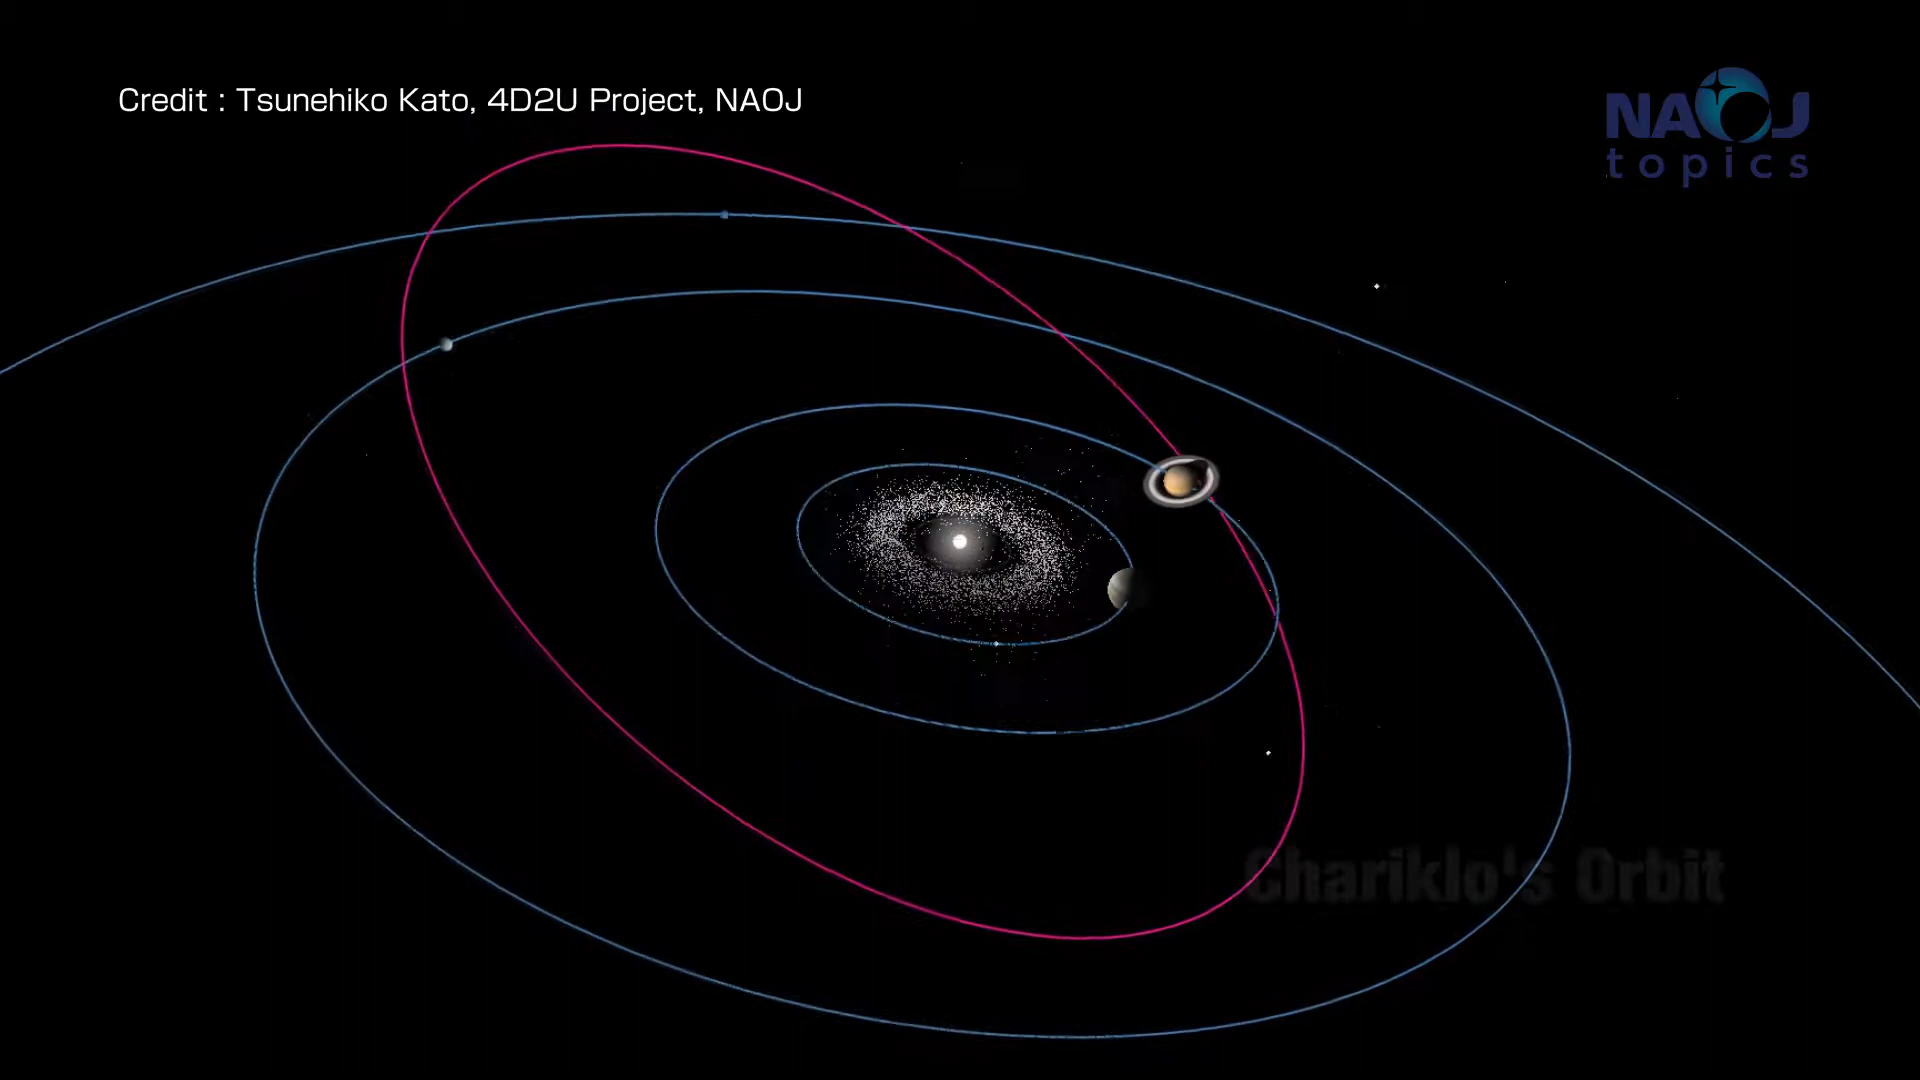 Credit : Tsunehiko Kato, 4D2U Project, NAOJ
NAOJ
topics
Chariklo's Orbit